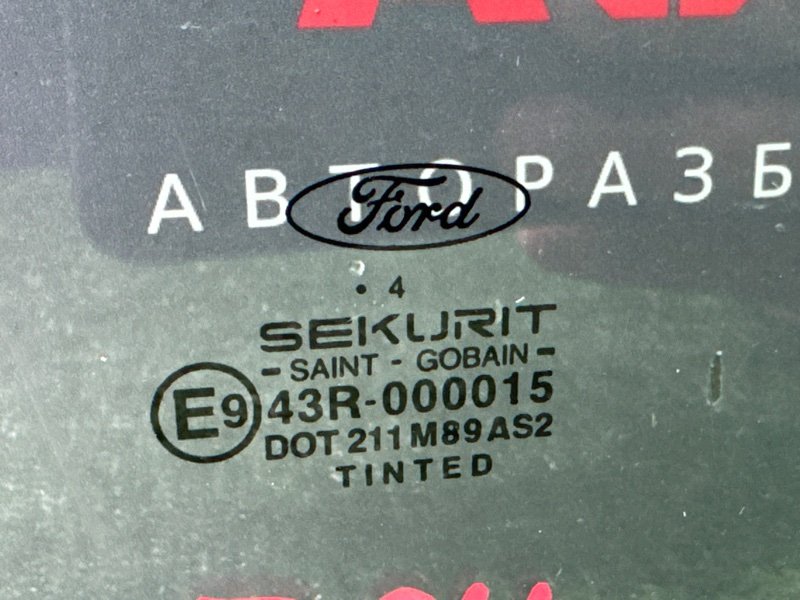 АВТОРАЗБ
Ford
. 4
SEKURIT
- SAINT - GOBAIN -
E9 43R-000015
DOT 211 M89 AS2
TINTED